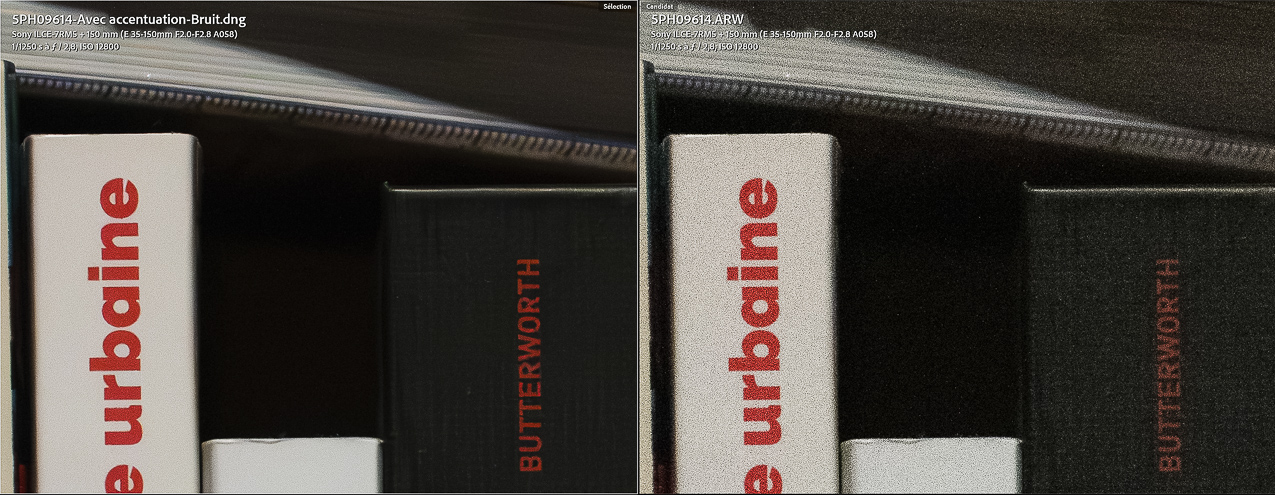 SPH09614-Avec accentuation-Bruit.dng
Sony ILCE-7RM5 + 150 mm (E 35-150mm F2.0-F2.8 A058)
1/1250 s à ƒ / 2,8, ISO 12800
Sélection
e urbaine
BUTTERWORTH
Candidat
SPH09614.ARW
Sony ILCE-7RM5 + 150 mm (E 35-150mm F2.0-F2.8 A058)
1/1250 s à ƒ / 2,8, ISO 12800
e urbaine
BUTTERWORTH